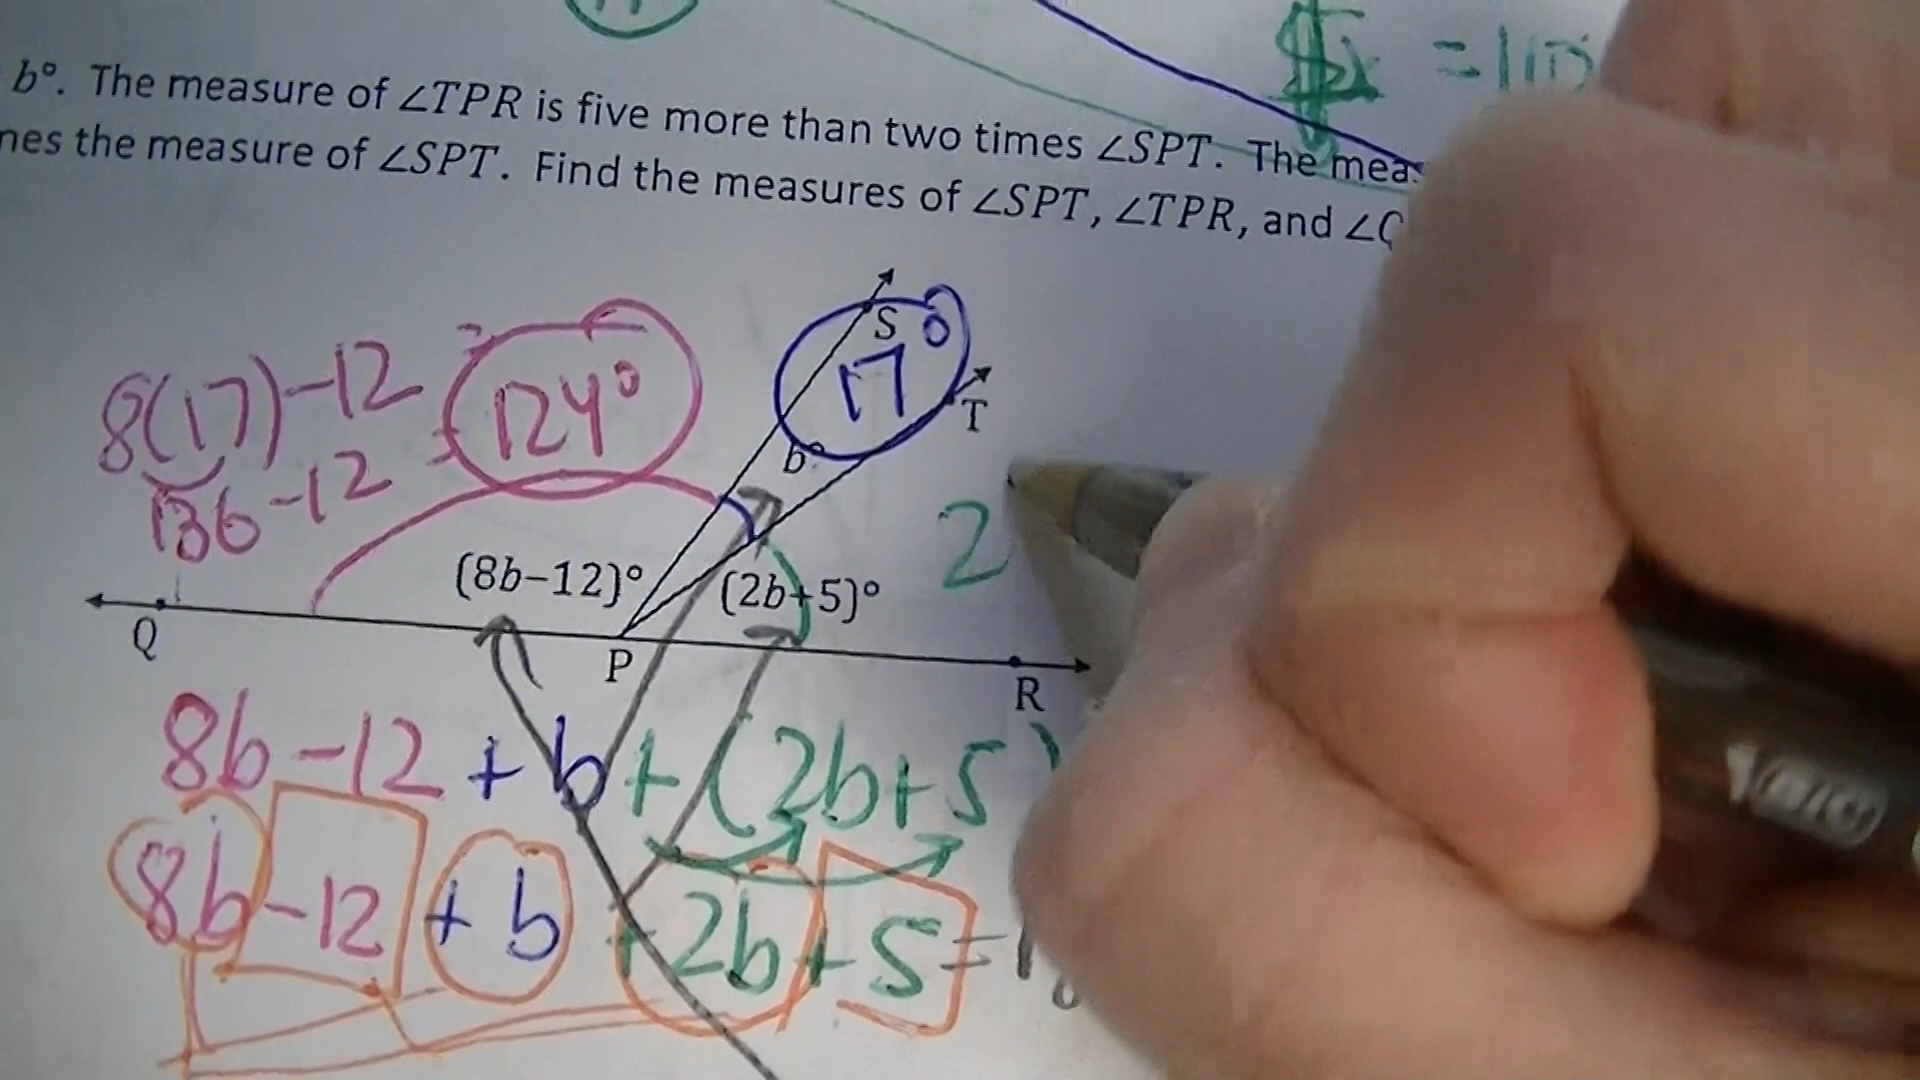 = 110
b°. The measure of ∠TPR is five more than two times ∠SPT. The
the measure of ∠SPT. Find the measures of ∠SPT, ∠TPR, and
S
17°
T
b°
8(17)-12 = 124°
136-12
2
(8b−12)°
(2b+5)°
Q
P
R
8b-12+b+(2b+5)
8b-12+b+2b+5=
BIC